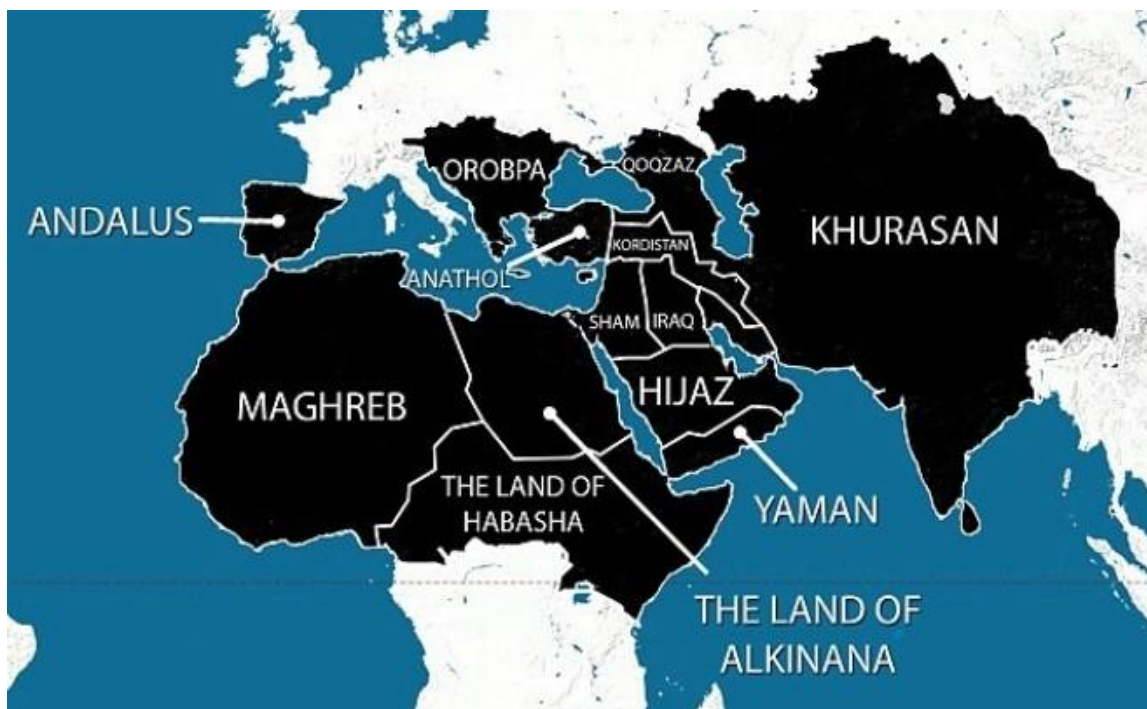 OROBPA
QOQZAZ
ANDALUS
KHURASAN
KORDISTAN
ANATHOL
SHAM
IRAQ
HIJAZ
MAGHREB
THE LAND OF
HABASHA
YAMAN
THE LAND OF
ALKINANA